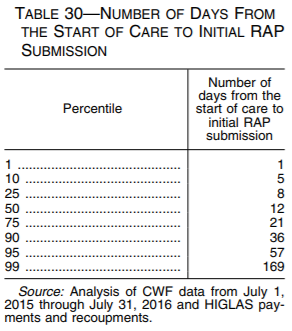 TABLE 30—NUMBER OF DAYS FROM
THE START OF CARE TO INITIAL RAP
SUBMISSION
Percentile
Number of
days from the
start of care to
initial RAP
submission
1 ............................................ 1
10 .......................................... 5
25 .......................................... 8
50 .......................................... 12
75 .......................................... 21
90 .......................................... 36
95 .......................................... 57
99 .......................................... 169
Source: Analysis of CWF data from July 1,
2015 through July 31, 2016 and HIGLAS pay-
ments and recoupments.